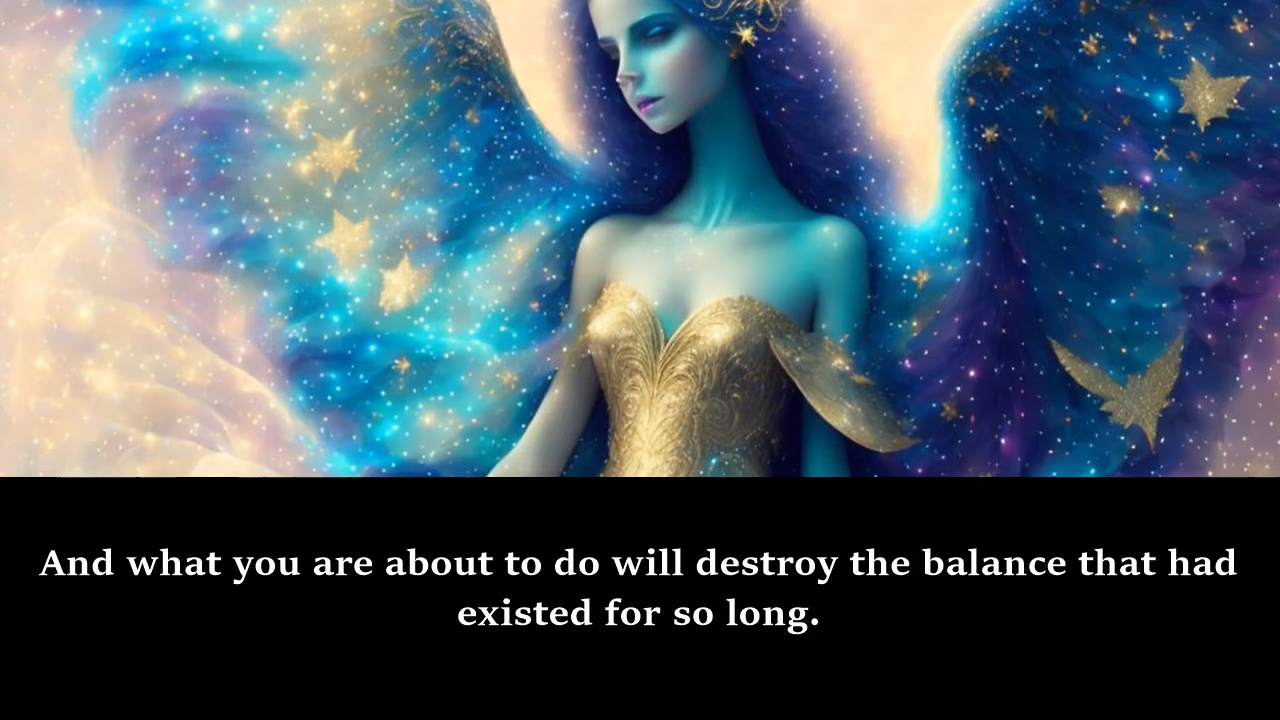 And what you are about to do will destroy the balance that had
existed for so long.